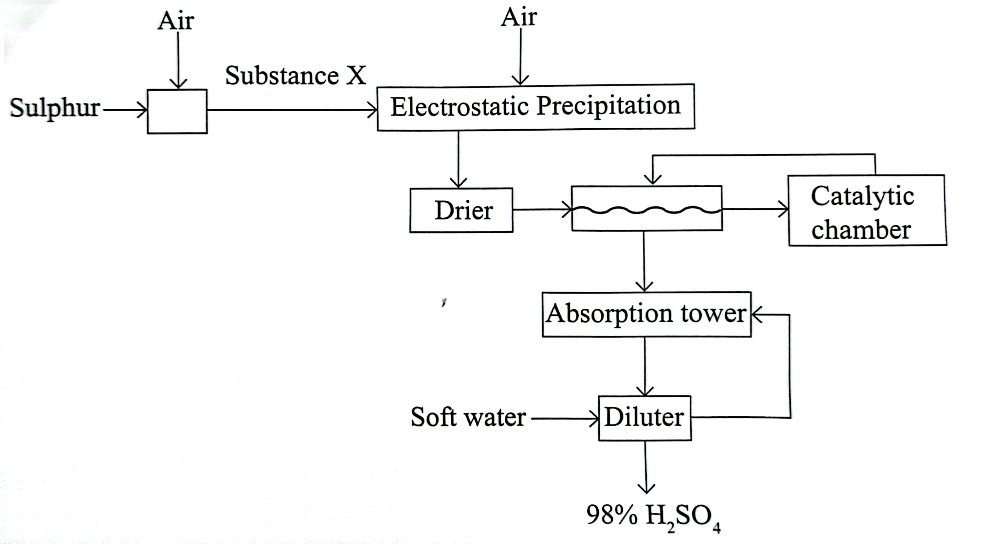 Air
Air
Substance X
Sulphur
Electrostatic Precipitation
Drier
Catalytic
chamber
Absorption tower
Soft water
Diluter
98% H₂SO₄